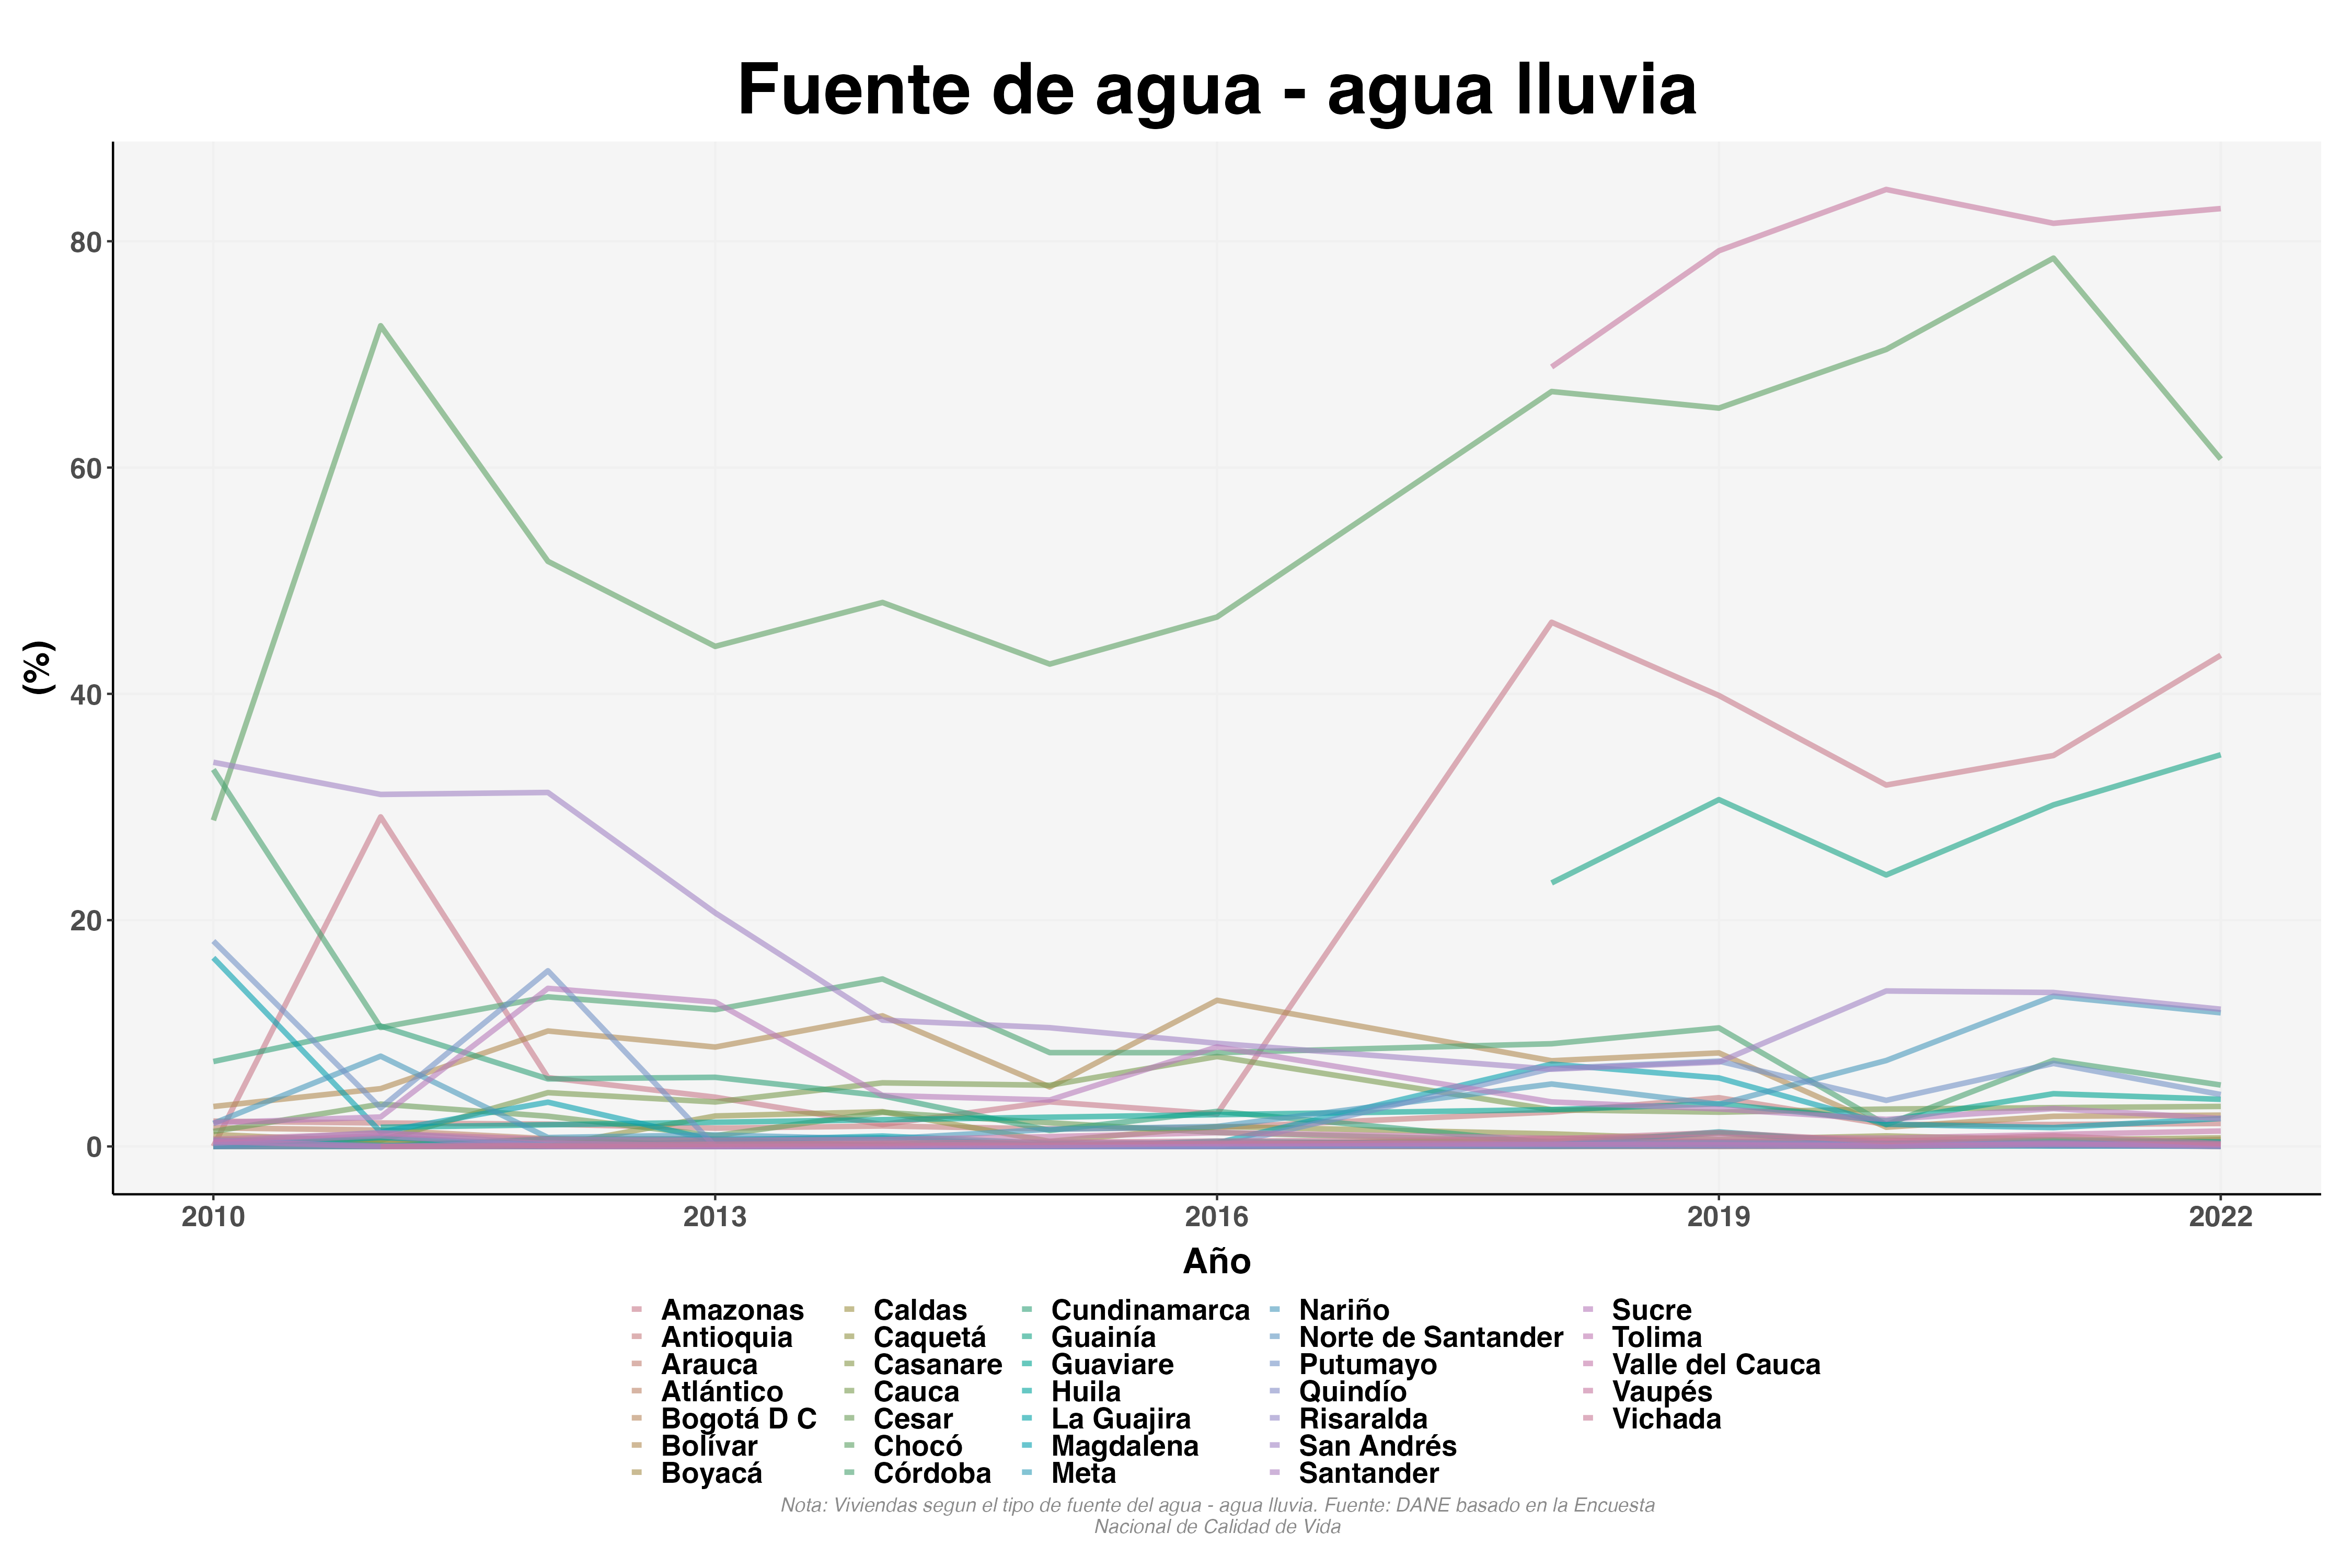 Fuente de agua - agua lluvia
80
60
40
20
0
(%)
2010 2013 2016 2019 2022
Año
Amazonas Caldas Cundinamarca Nariño Sucre
Antioquia Caquetá Guainía Norte de Santander Tolima
Arauca Casanare Guaviare Putumayo Valle del Cauca
Atlántico Cauca Huila Quindío Vaupés
Bogotá D C Cesar La Guajira Risaralda Vichada
Bolívar Chocó Magdalena San Andrés
Boyacá Córdoba Meta Santander
Nota: Viviendas segun el tipo de fuente del agua - agua lluvia. Fuente: DANE basado en la Encuesta
Nacional de Calidad de Vida